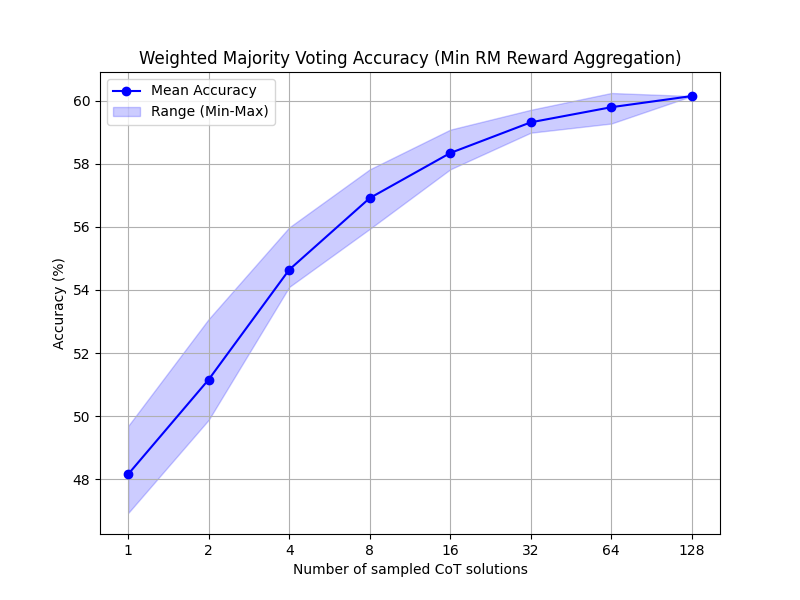 Weighted Majority Voting Accuracy (Min RM Reward Aggregation)
Mean Accuracy
Range (Min-Max)
Accuracy (%)
60
58
56
54
52
50
48
1 2 4 8 16 32 64 128
Number of sampled CoT solutions